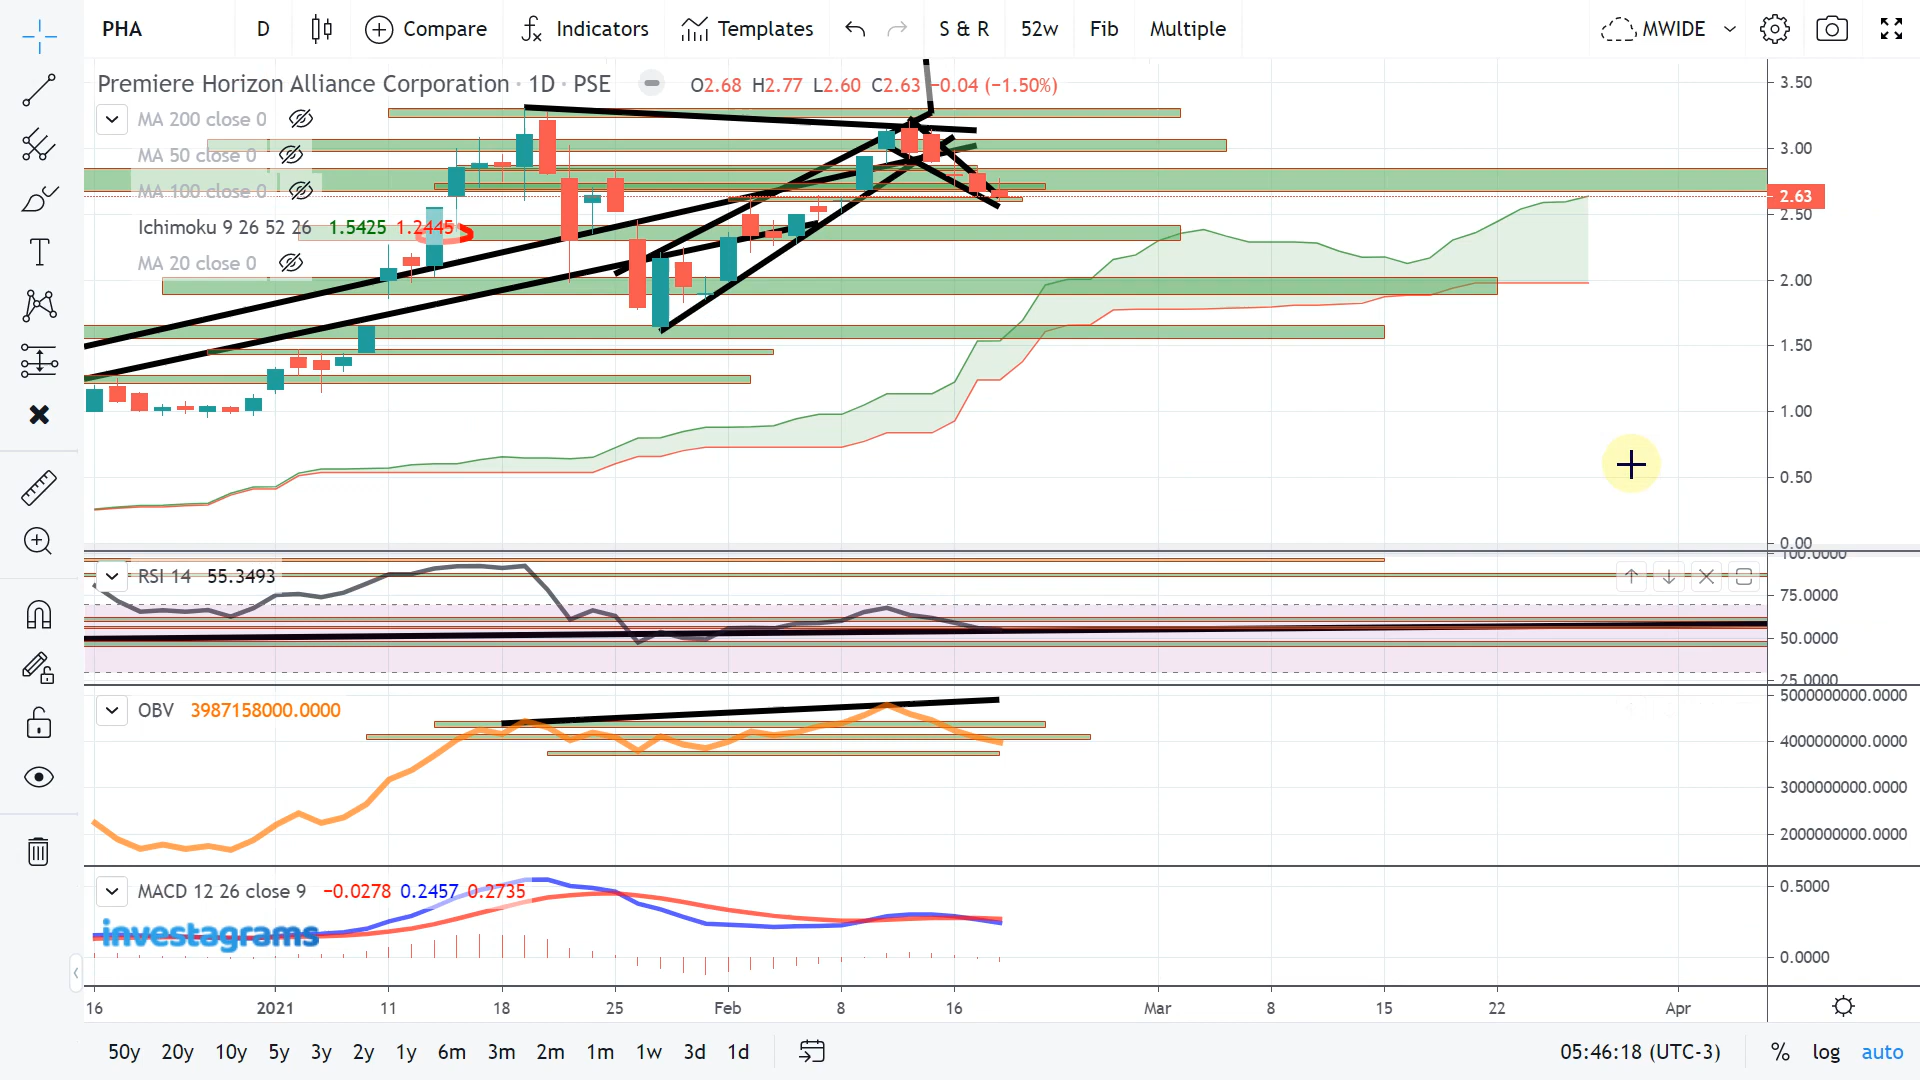 PHA D Compare Indicators Templates S & R 52w Fib Multiple MWIDE
Premiere Horizon Alliance Corporation · 1D · PSE O2.68 H2.77 L2.60 C2.63 −0.04 (−1.50%)
MA 200 close 0
MA 50 close 0
MA 100 close 0
Ichimoku 9 26 52 26 1.5425 1.2445
MA 20 close 0
3.50
3.00
2.63
2.50
2.00
1.50
1.00
0.50
0.00
RSI 14 55.3493
100.0000
75.0000
50.0000
25.0000
OBV 3987158000.0000
5000000000.0000
4000000000.0000
3000000000.0000
2000000000.0000
MACD 12 26 close 9 −0.0278 0.2457 0.2735
0.5000
0.0000
investagrams
16 2021 11 18 25 Feb 8 16 Mar 8 15 22 Apr
50y 20y 10y 5y 3y 2y 1y 6m 3m 2m 1m 1w 3d 1d 05:46:18 (UTC-3) % log auto